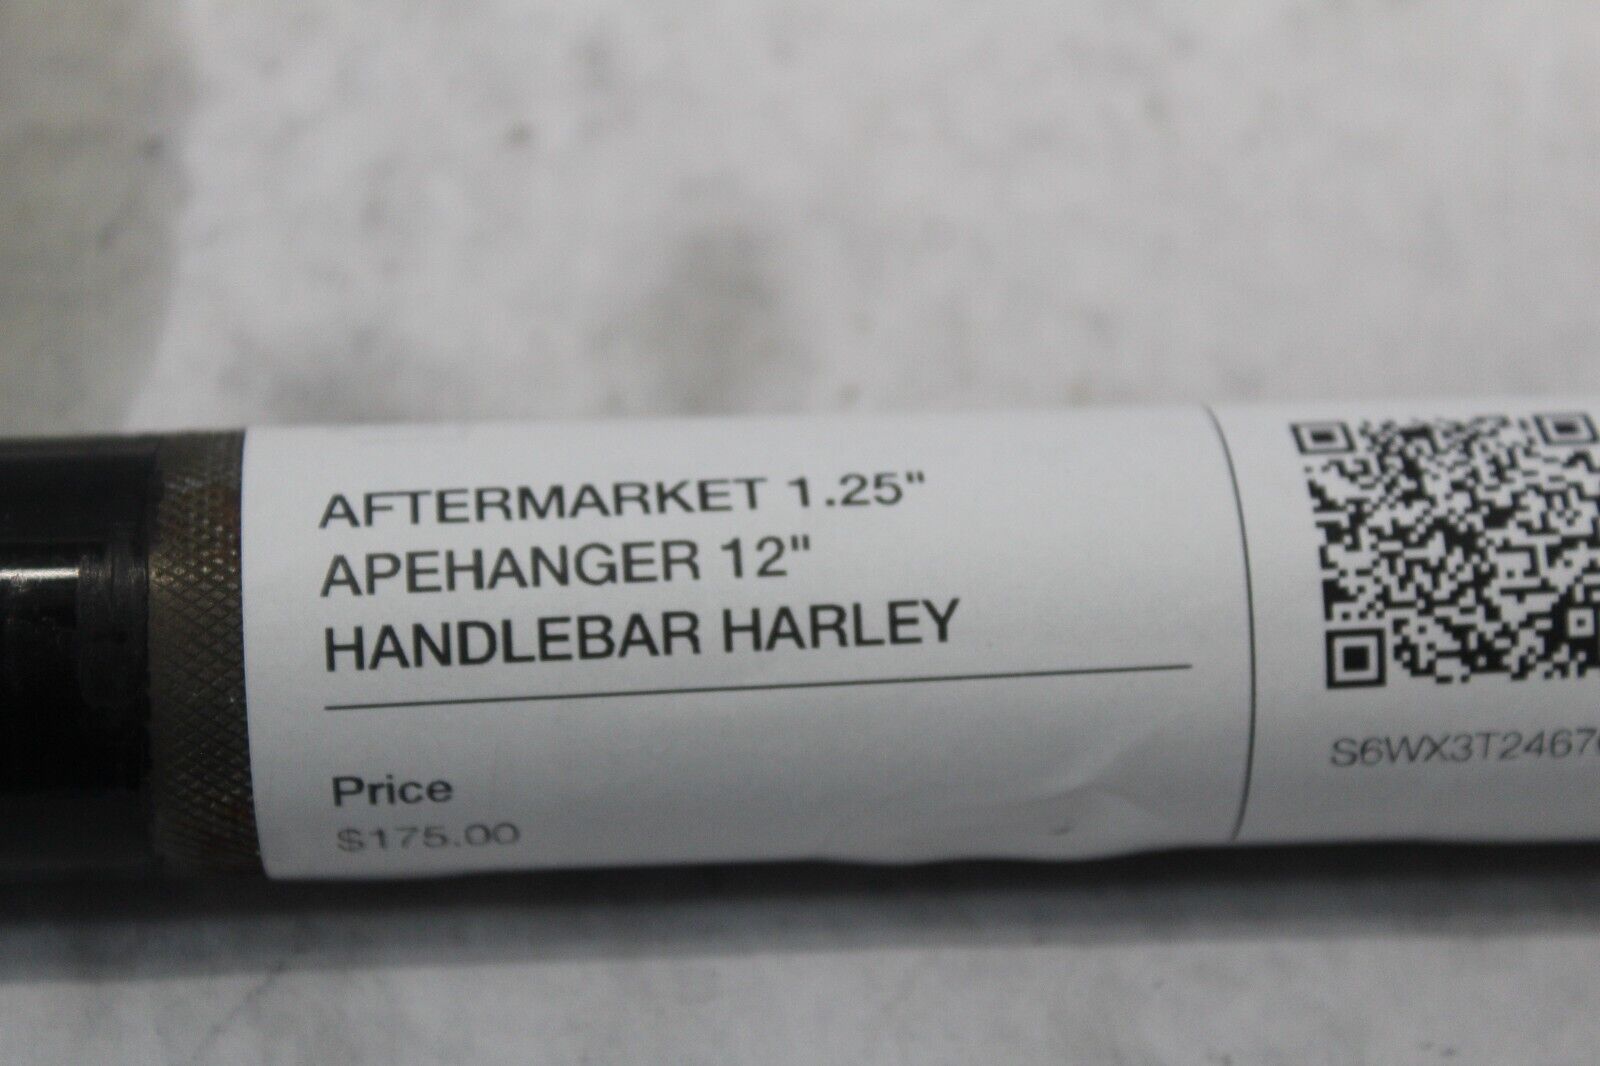 AFTERMARKET 1.25"
APEHANGER 12"
HANDLEBAR HARLEY
Price
$175.00
S6WX3T2467